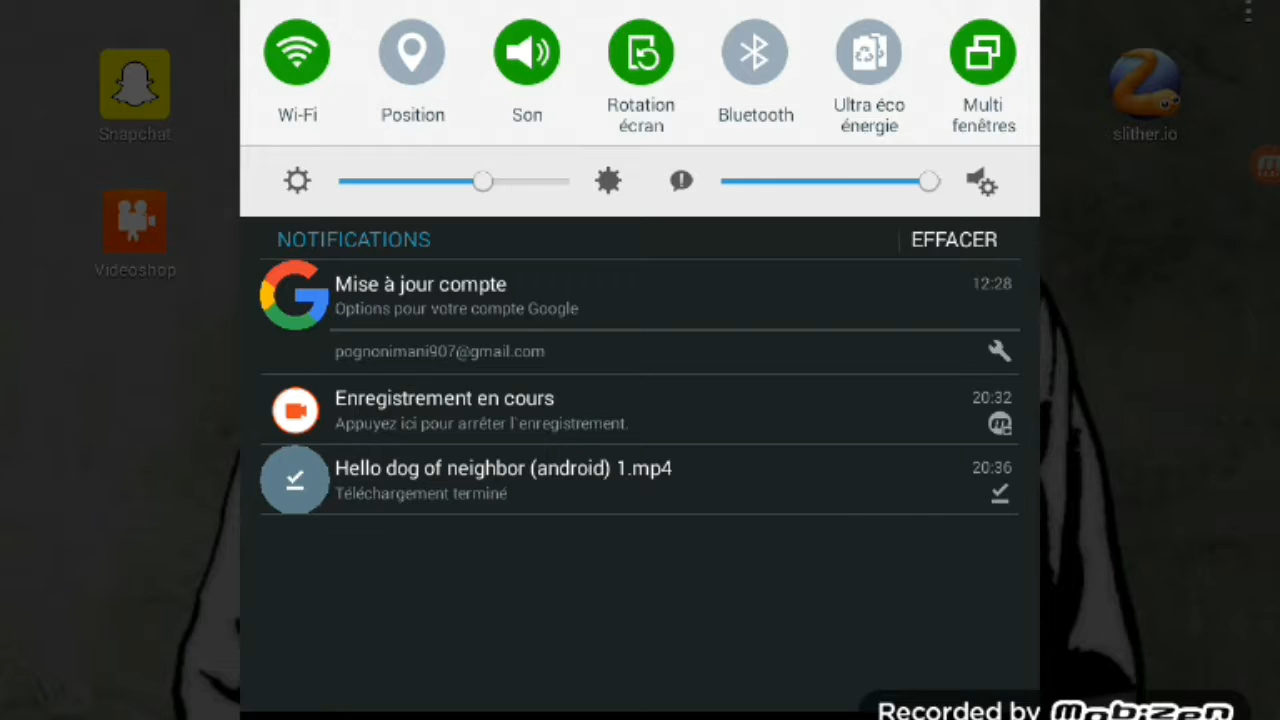 Wi-Fi
Position
Son
Rotation
écran
Bluetooth
Ultra éco
énergie
Multi
fenêtres
Snapchat
slither.io
Videoshop
NOTIFICATIONS
EFFACER
Mise à jour compte
12:28
Options pour votre compte Google
pognonimani907@gmail.com
Enregistrement en cours
20:32
Appuyez ici pour arrêter l'enregistrement.
Hello dog of neighbor (android) 1.mp4
20:36
Téléchargement terminé
Recorded by mobizen